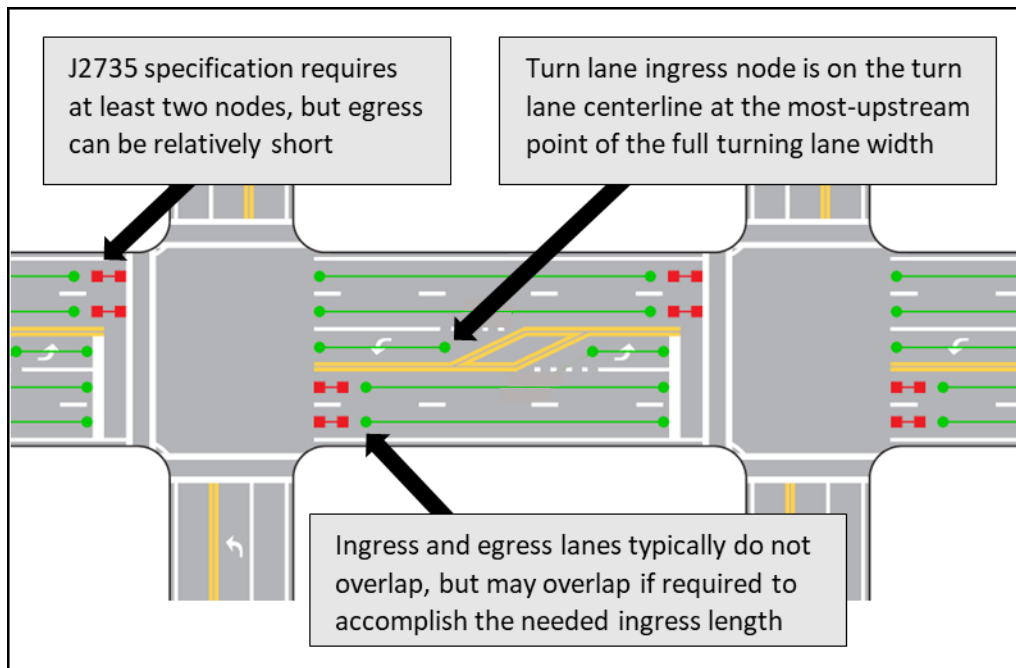 J2735 specification requires
at least two nodes, but egress
can be relatively short
Turn lane ingress node is on the turn
lane centerline at the most-upstream
point of the full turning lane width
Ingress and egress lanes typically do not
overlap, but may overlap if required to
accomplish the needed ingress length